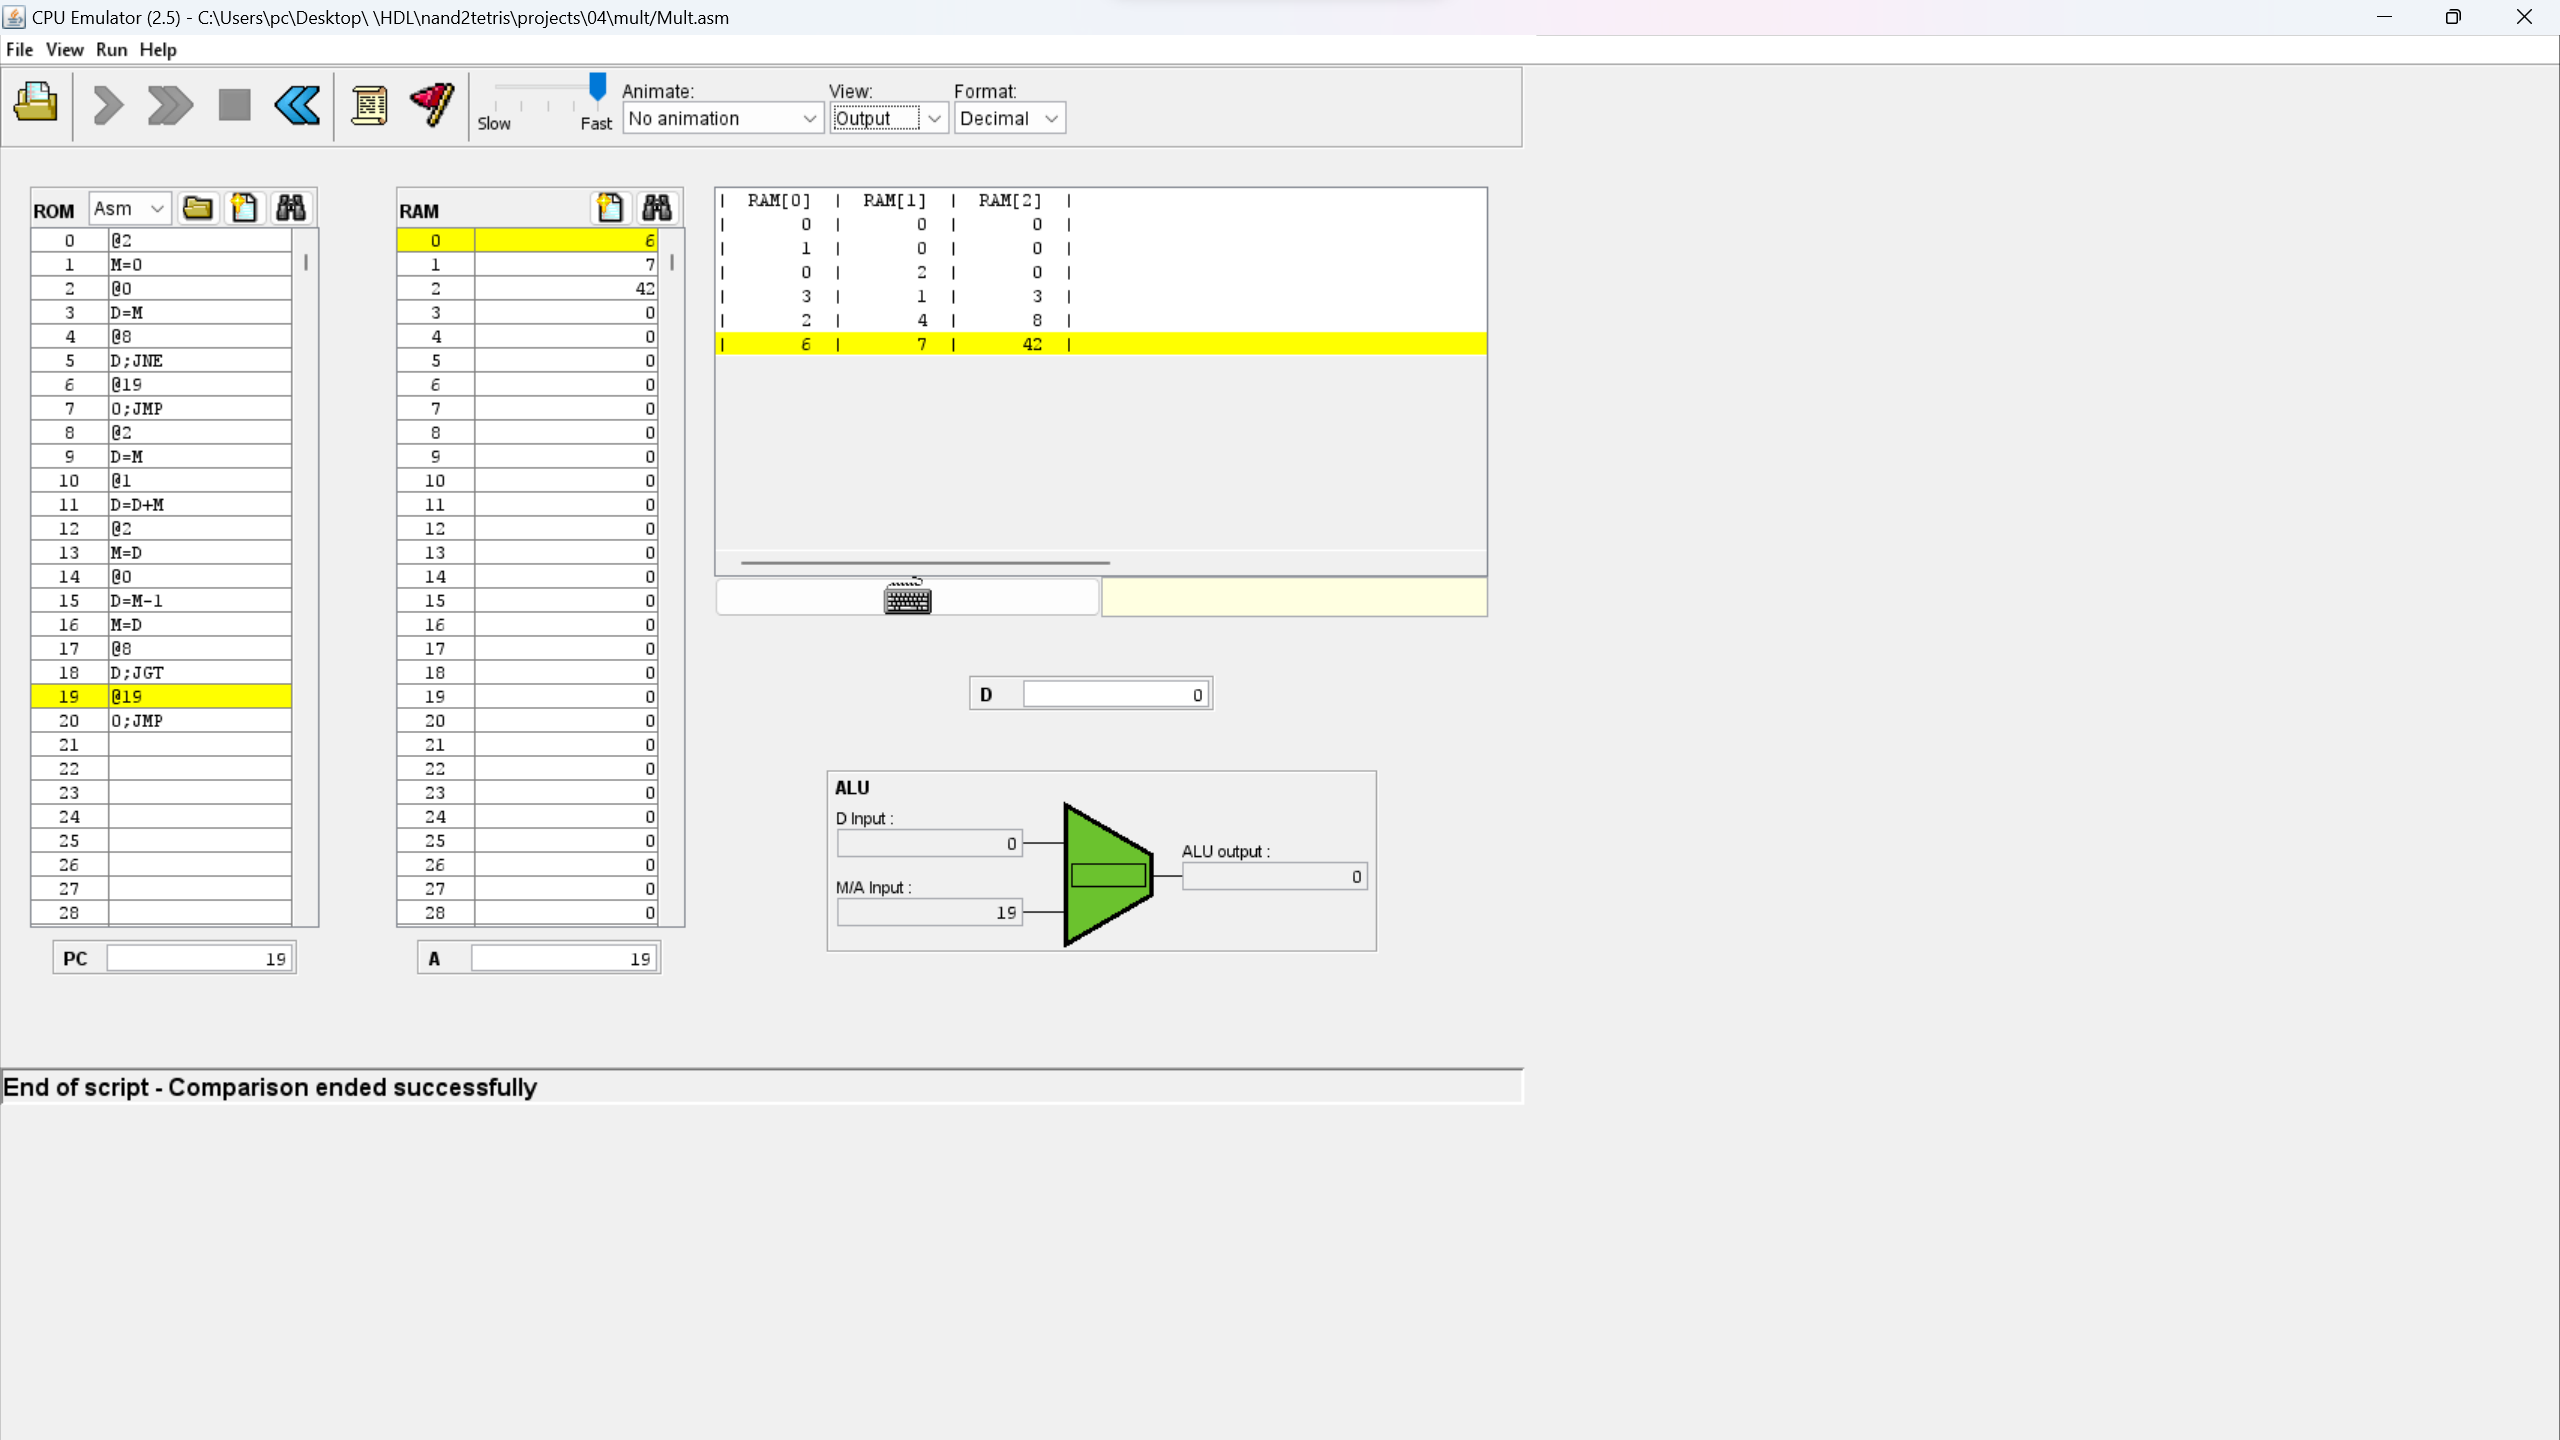 CPU Emulator (2.5) - C:\Users\pc\Desktop\ \HDL\nand2tetris\projects\04\mult/Mult.asm
File View Run Help
Slow Fast
Animate:
No animation
View:
Output
Format:
Decimal
ROM Asm
0 @2
1 M=0
2 @0
3 D=M
4 @8
5 D;JNE
6 @19
7 0;JMP
8 @2
9 D=M
10 @1
11 D=D+M
12 @2
13 M=D
14 @0
15 D=M-1
16 M=D
17 @8
18 D;JGT
19 @19
20 0;JMP
21
22
23
24
25
26
27
28
PC 19
RAM
0 6
1 7
2 42
3 0
4 0
5 0
6 0
7 0
8 0
9 0
10 0
11 0
12 0
13 0
14 0
15 0
16 0
17 0
18 0
19 0
20 0
21 0
22 0
23 0
24 0
25 0
26 0
27 0
28 0
A 19
| RAM[0] | RAM[1] | RAM[2] |
| 0 | 0 | 0 |
| 1 | 0 | 0 |
| 0 | 2 | 0 |
| 3 | 1 | 3 |
| 2 | 4 | 8 |
| 6 | 7 | 42 |
D 0
ALU
D Input :
0
M/A Input :
19
ALU output :
0
End of script - Comparison ended successfully